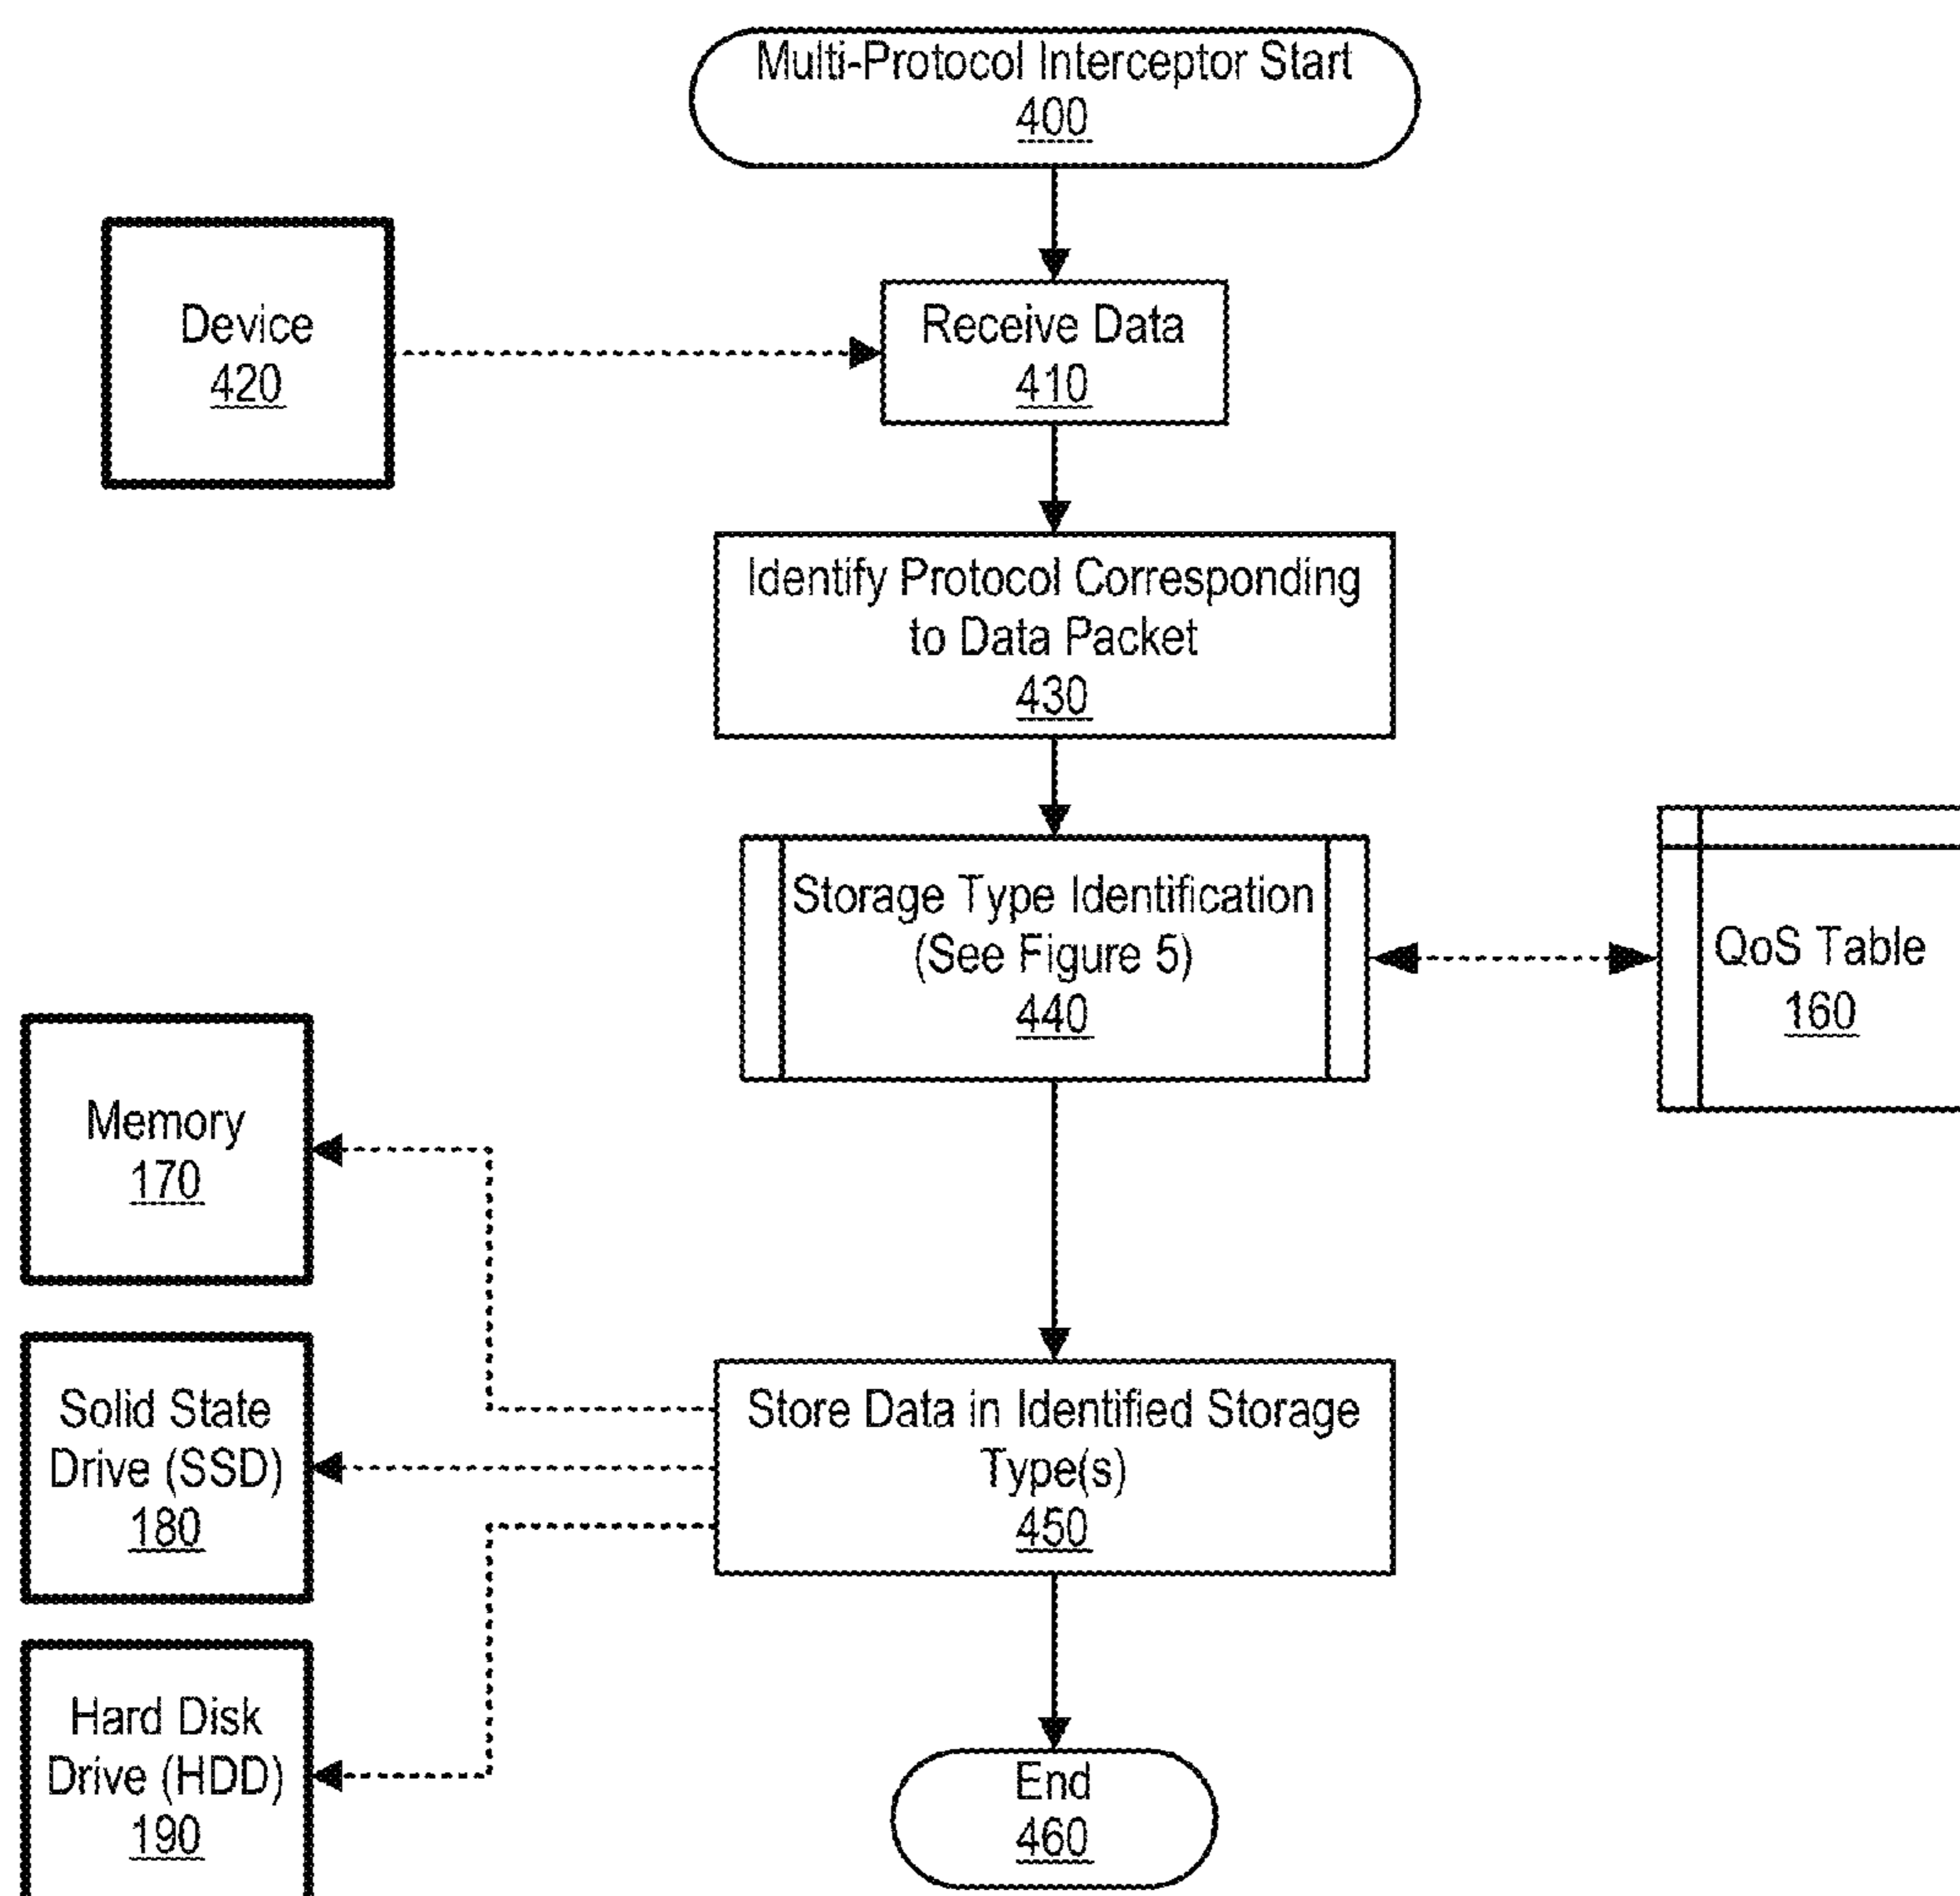 Multi-Protocol Interceptor Start
400
Device
420
Receive Data
410
Identify Protocol Corresponding
to Data Packet
430
Storage Type Identification
(See Figure 5)
440
QoS Table
160
Memory
170
Solid State
Drive (SSD)
180
Store Data in Identified Storage
Type(s)
450
Hard Disk
Drive (HDD)
190
End
460